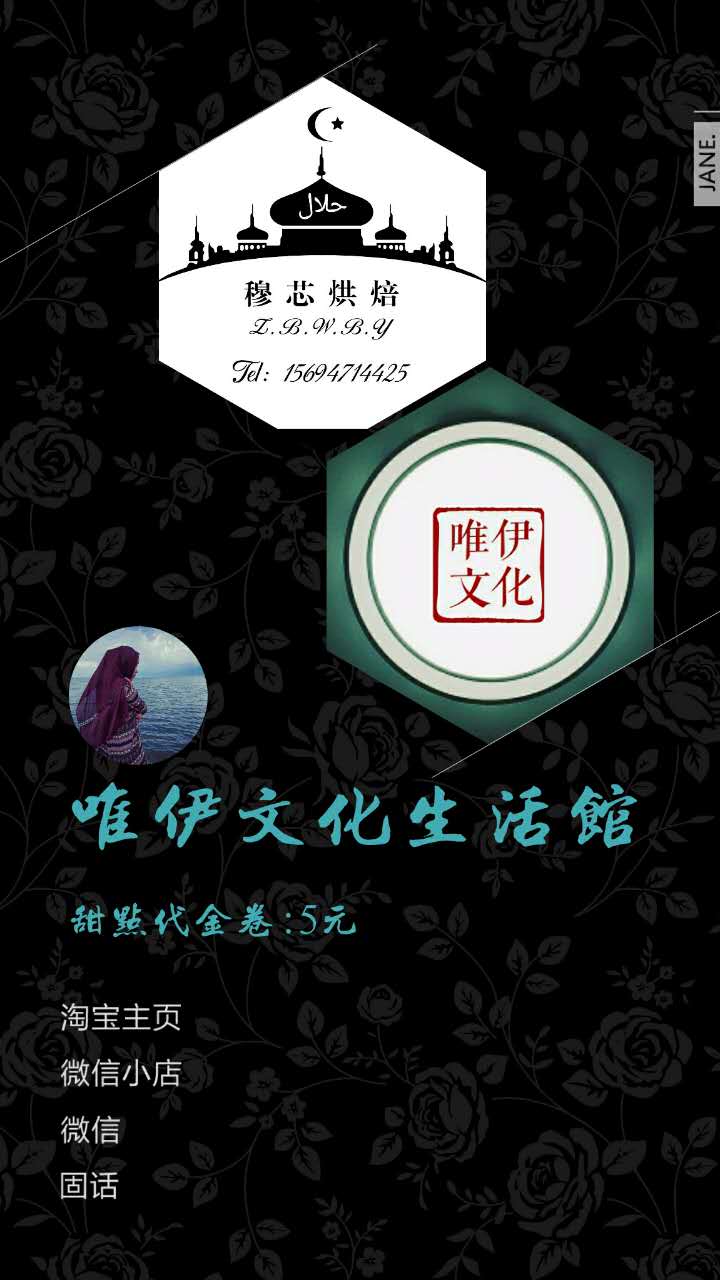 JANE.
حلال
穆芯烘焙
Z.B.W.B.Y
Tel: 15694714425
唯伊
文化
唯伊文化生活館
甜點代金卷:5元
淘宝主页
微信小店
微信
固话